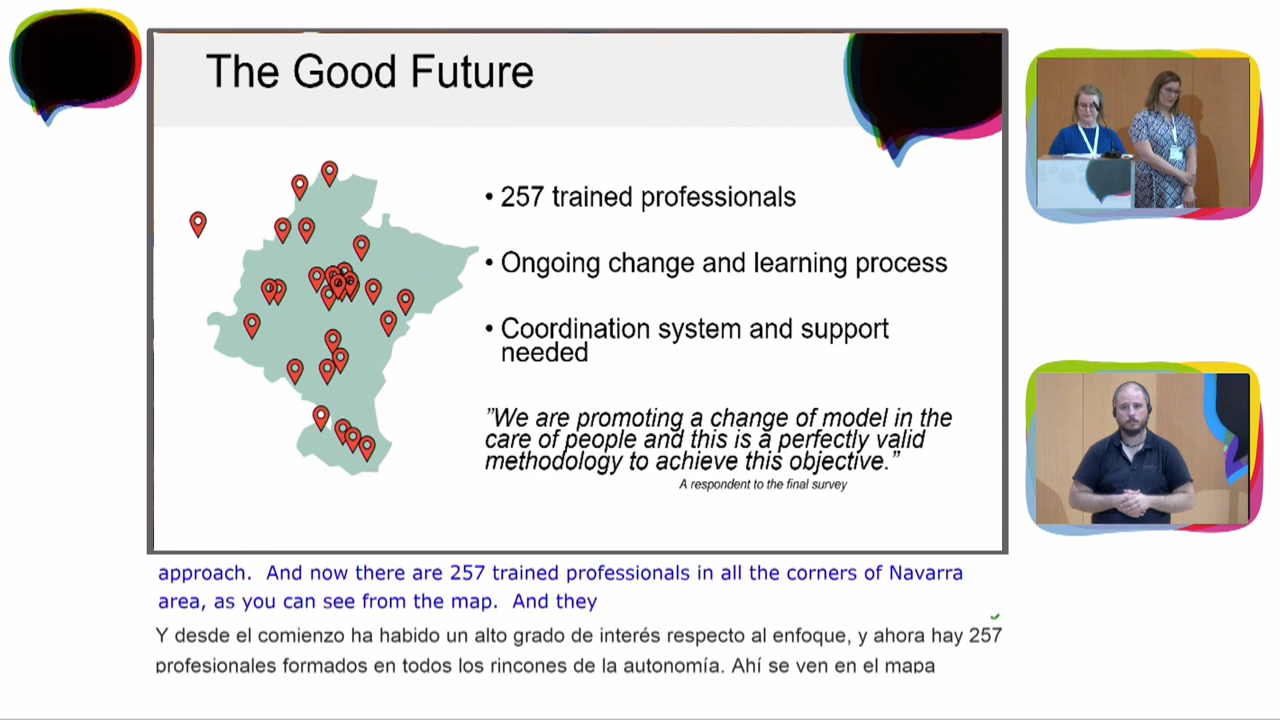 The Good Future
• 257 trained professionals
• Ongoing change and learning process
• Coordination system and support
needed
”We are promoting a change of model in the
care of people and this is a perfectly valid
methodology to achieve this objective.”
A respondent to the final survey
approach.  And now there are 257 trained professionals in all the corners of Navarra
area, as you can see from the map.  And they
Y desde el comienzo ha habido un alto grado de interés respecto al enfoque, y ahora hay 257
profesionales formados en todos los rincones de la autonomía. Ahí se ven en el mapa